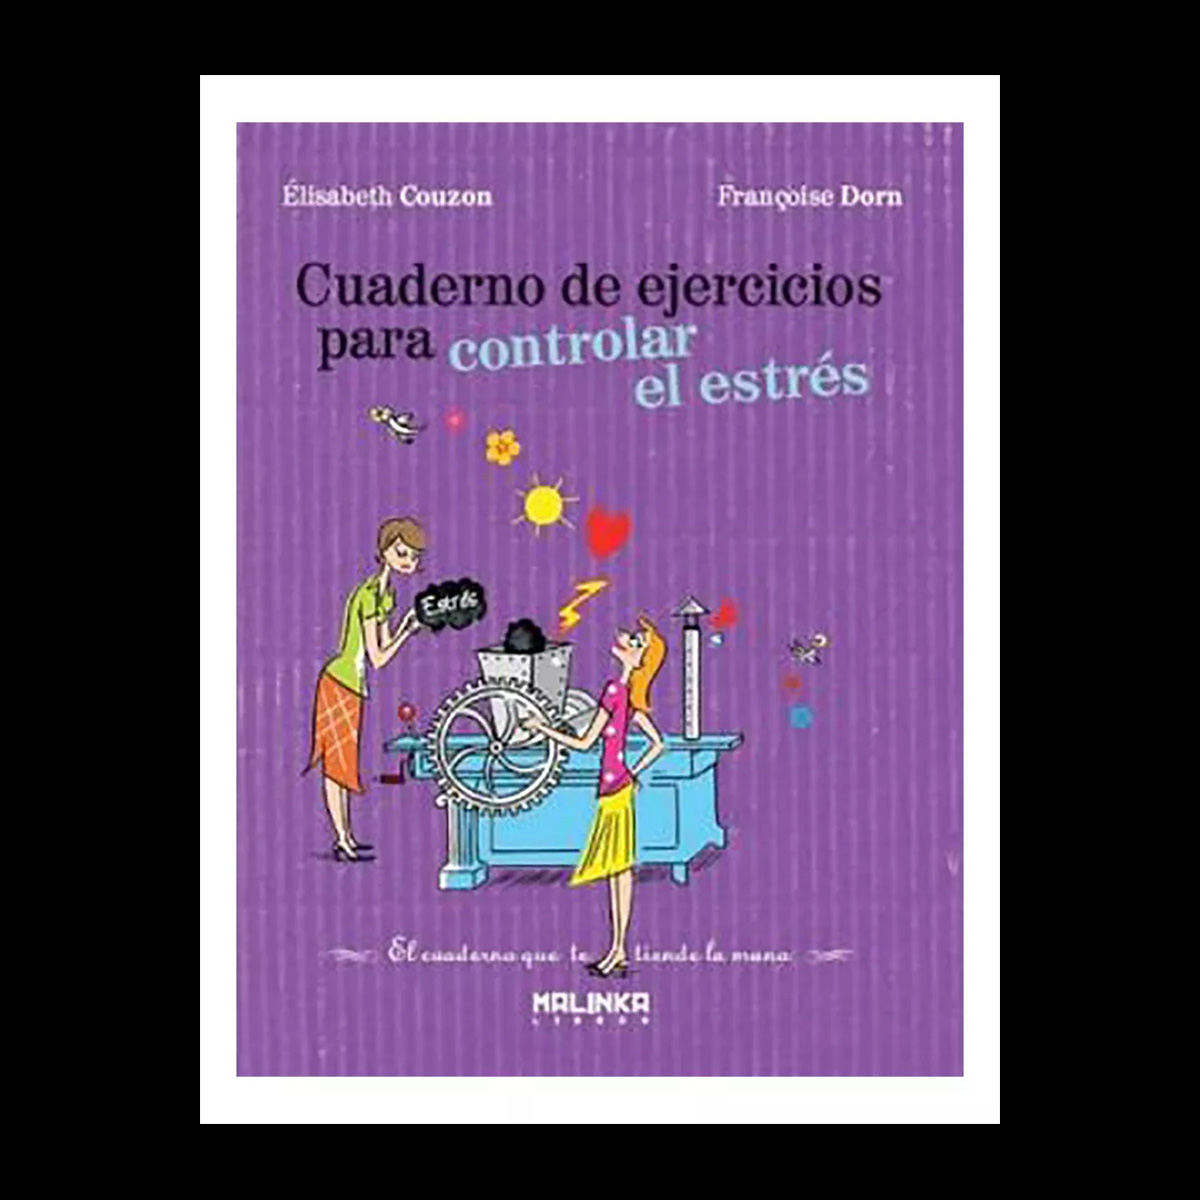 Élisabeth Couzon Françoise Dorn
Cuaderno de ejercicios
para controlar
el estrés
Estrés
El cuaderno que te tiende la mano
MALINKA
LIBROS